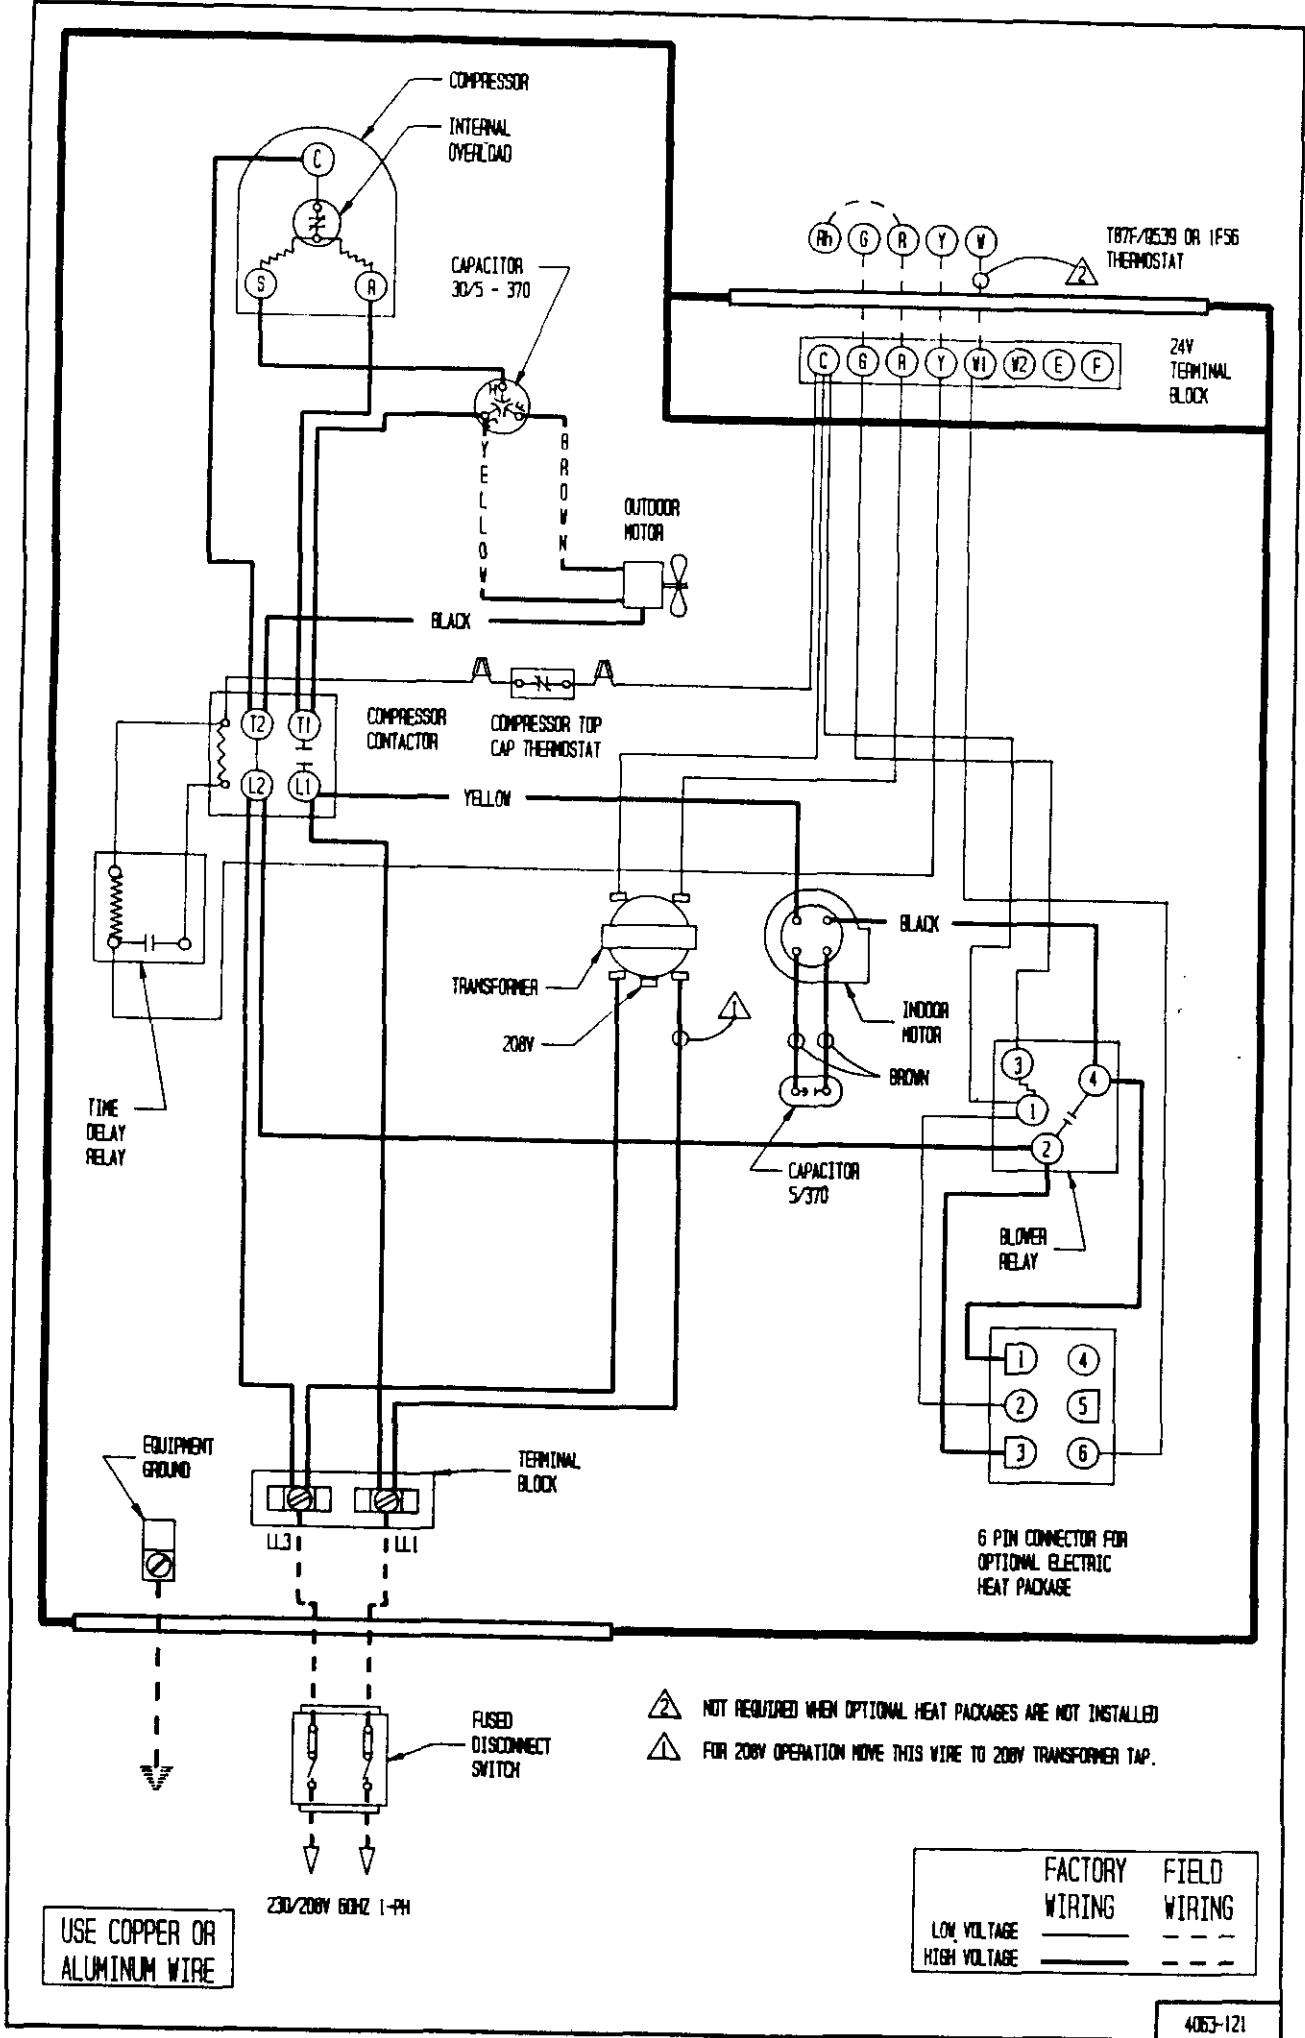 COMPRESSOR
INTERNAL
OVERLOAD
C
S
R
CAPACITOR
30/5 - 370
H
F
C
YELLOW
BROWN
OUTDOOR
MOTOR
BLACK
Rh G R Y W
T87F/Q539 OR 1F56
THERMOSTAT
2
C G R Y W1 W2 E F
24V
TERMINAL
BLOCK
T2 T1
L2 L1
COMPRESSOR
CONTACTOR
COMPRESSOR TOP
CAP THERMOSTAT
YELLOW
BLACK
TRANSFORMER
208V
1
INDOOR
MOTOR
BROWN
CAPACITOR
5/370
TIME
DELAY
RELAY
3
4
1
2
BLOWER
RELAY
1 4
2 5
3 6
6 PIN CONNECTOR FOR
OPTIONAL ELECTRIC
HEAT PACKAGE
EQUIPMENT
GROUND
TERMINAL
BLOCK
LL3 LL1
FUSED
DISCONNECT
SWITCH
230/208V 60HZ 1-PH
2 NOT REQUIRED WHEN OPTIONAL HEAT PACKAGES ARE NOT INSTALLED
1 FOR 208V OPERATION MOVE THIS WIRE TO 208V TRANSFORMER TAP.
FACTORY FIELD
WIRING WIRING
LOW VOLTAGE
HIGH VOLTAGE
USE COPPER OR
ALUMINUM WIRE
4063-121